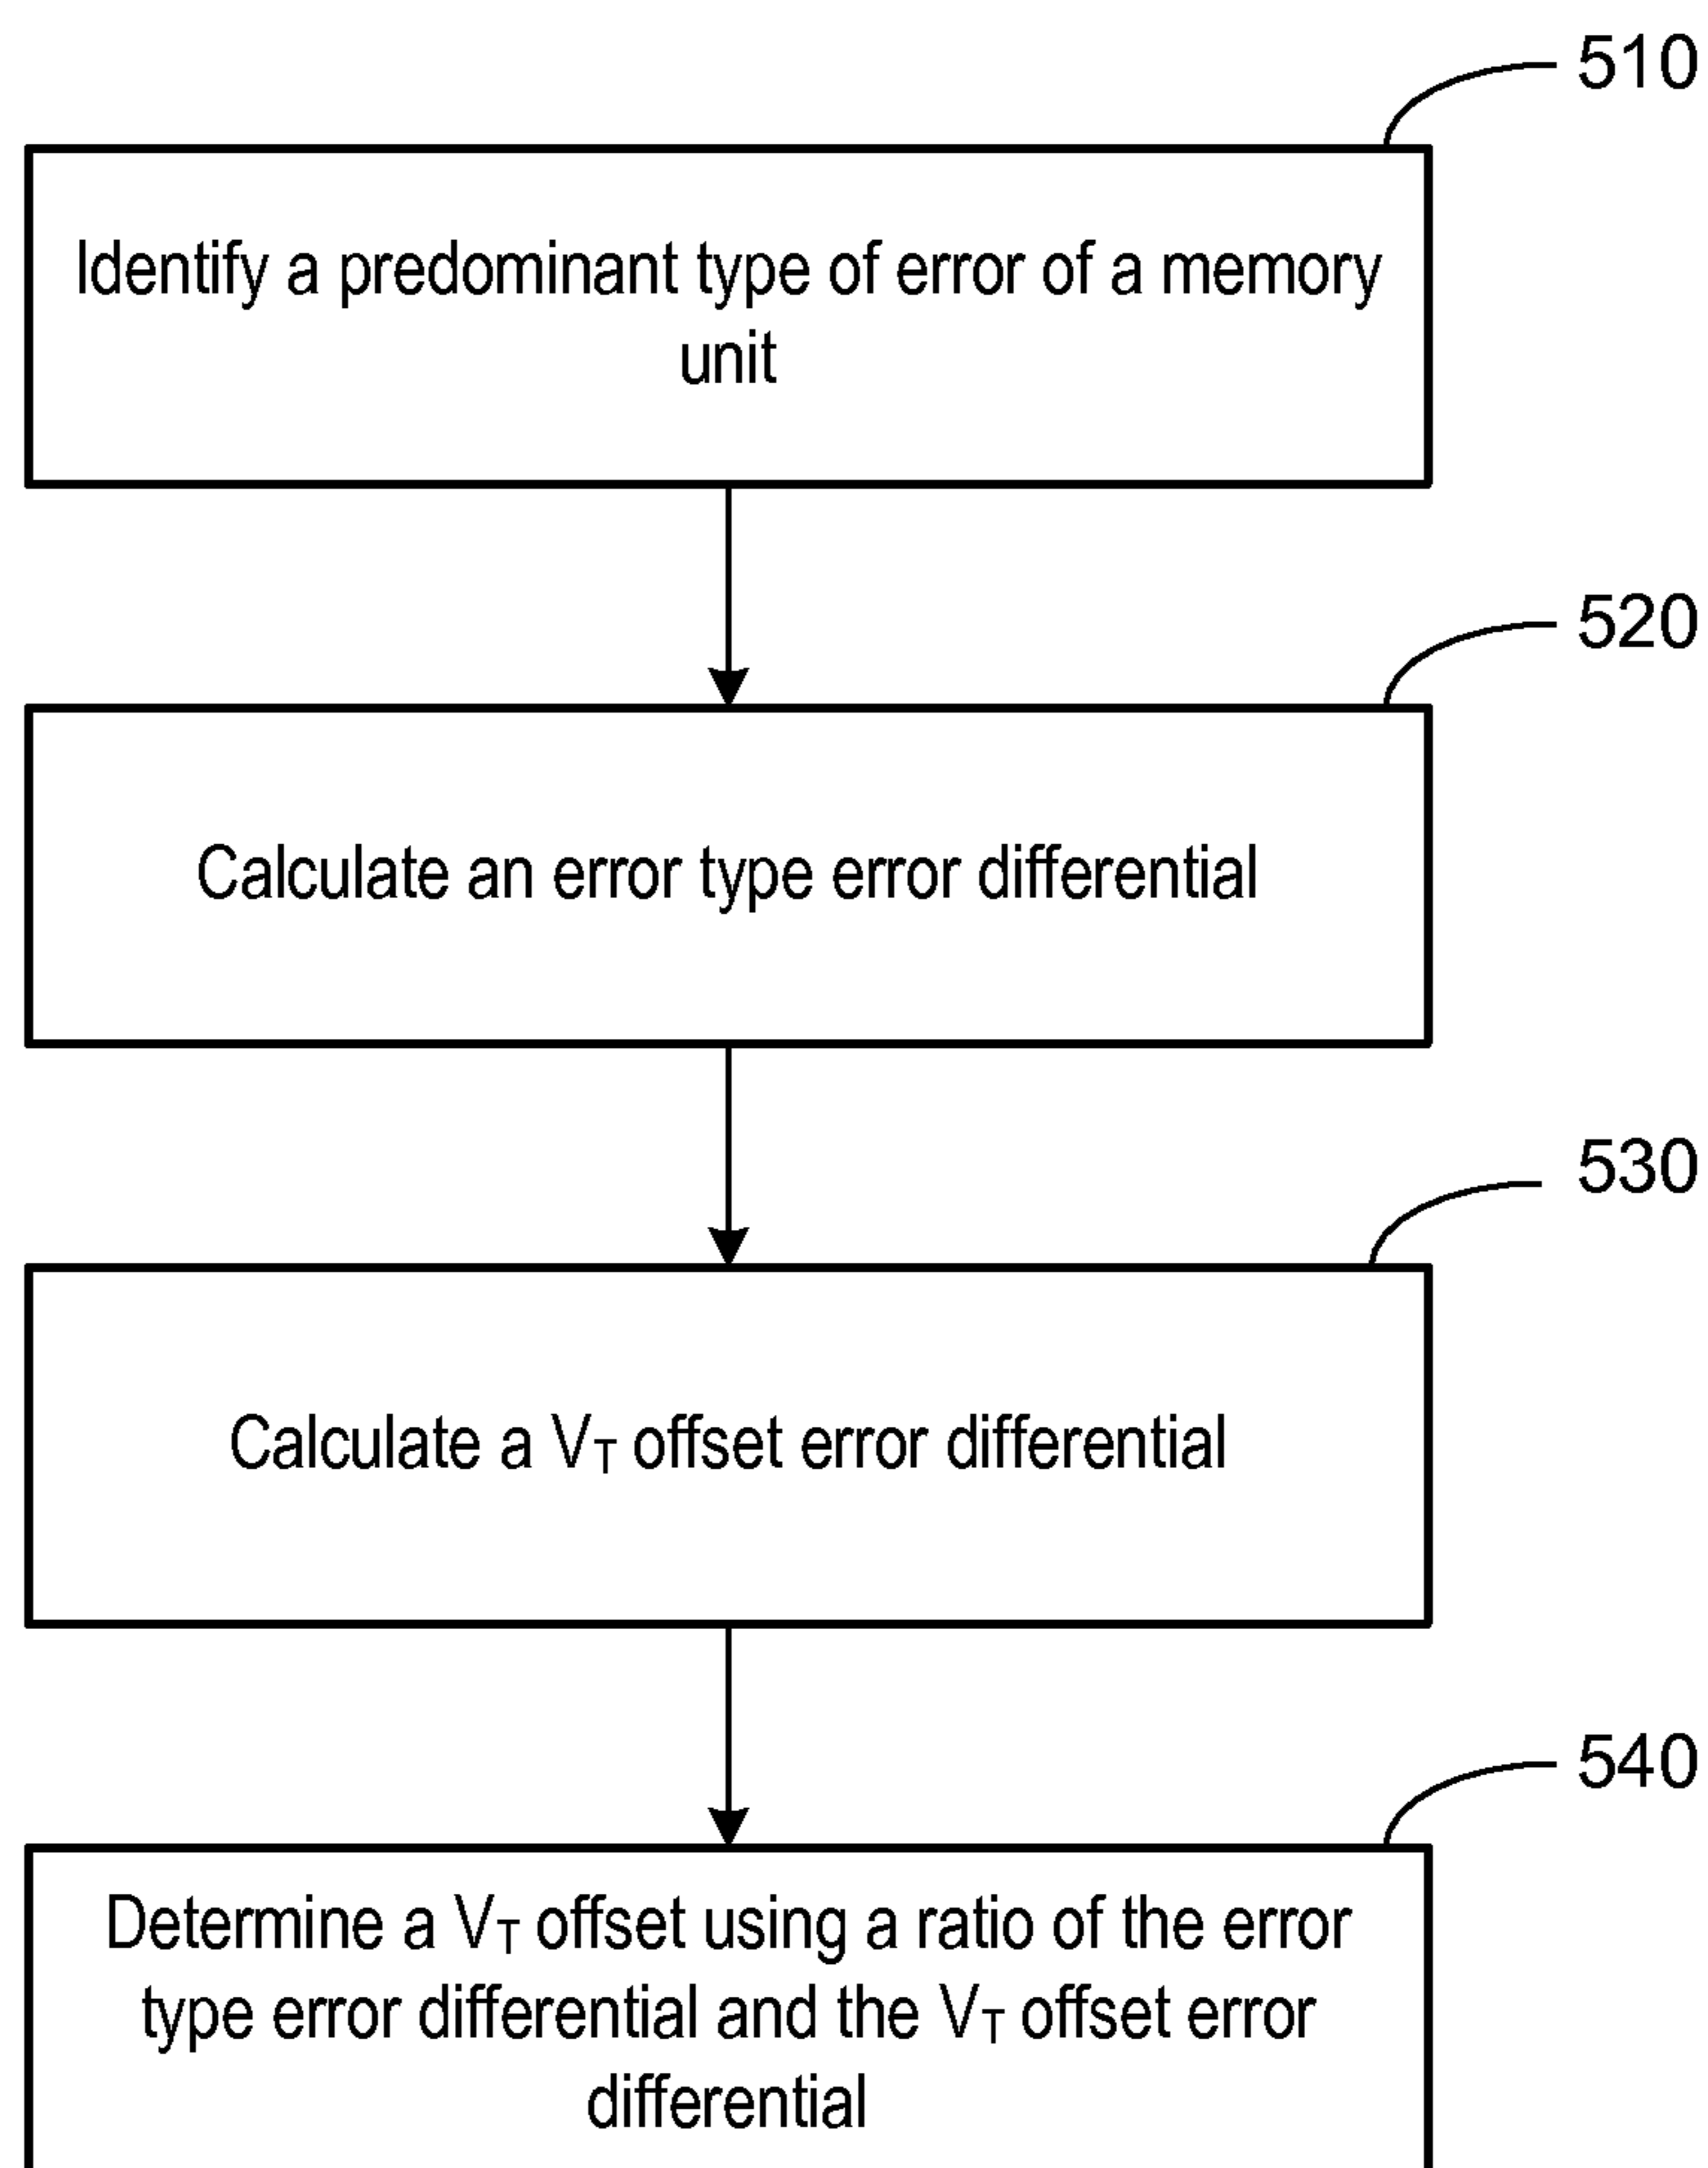 510
Identify a predominant type of error of a memory
unit
520
Calculate an error type error differential
530
Calculate a VT offset error differential
540
Determine a VT offset using a ratio of the error
type error differential and the VT offset error
differential